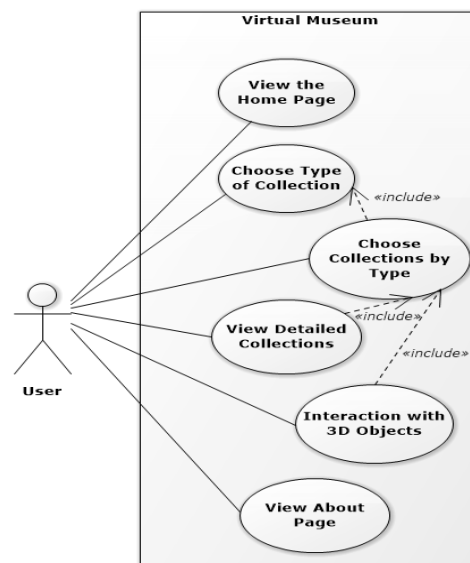 Virtual Museum
View the
Home Page
Choose Type
of Collection
«include»
Choose
Collections by
Type
View Detailed
Collections
«include»
«include»
User
Interaction with
3D Objects
View About
Page